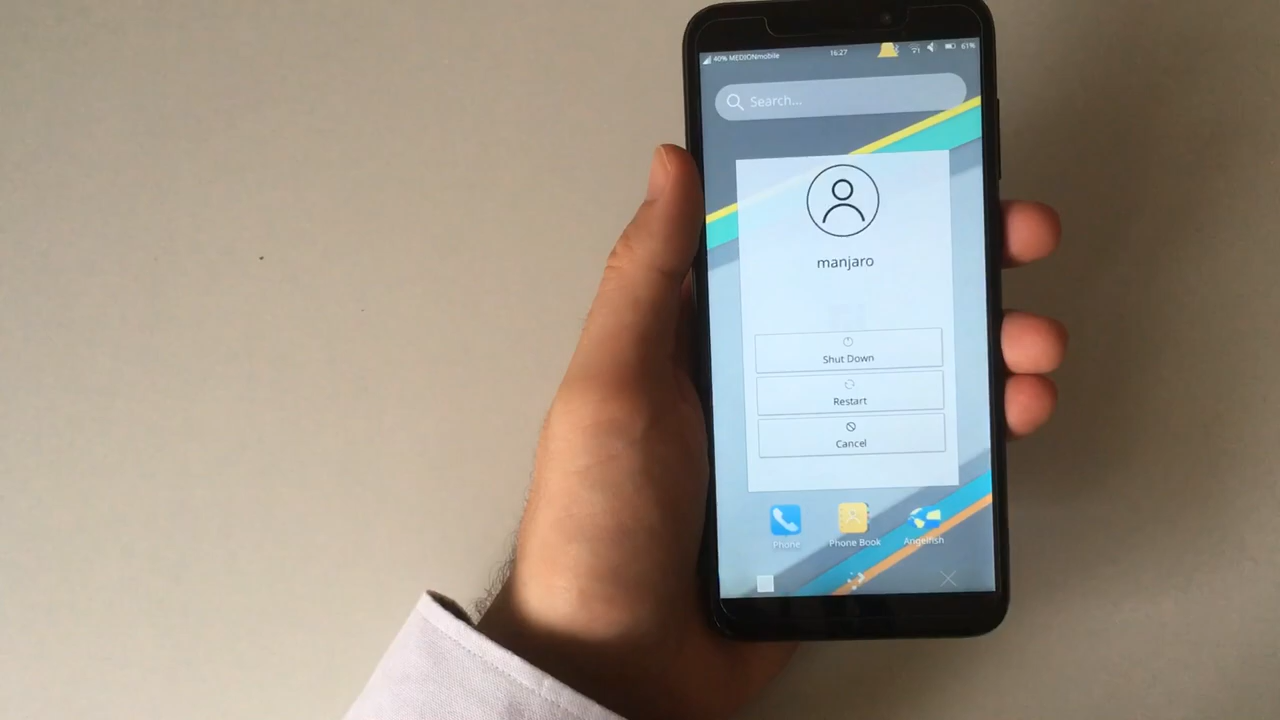 40% MEDIONmobile 16.27 61%
Search...
manjaro
Shut Down
Restart
Cancel
Phone Phone Book Angelfish